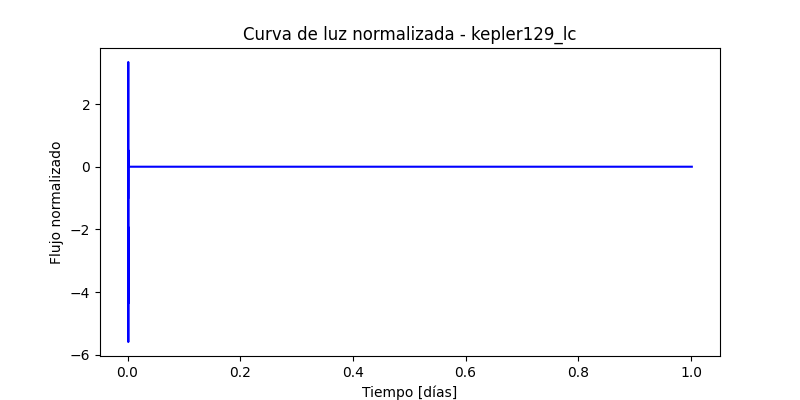 Curva de luz normalizada - kepler129_lc
Flujo normalizado
2
0
−2
−4
−6
0.0 0.2 0.4 0.6 0.8 1.0
Tiempo [días]